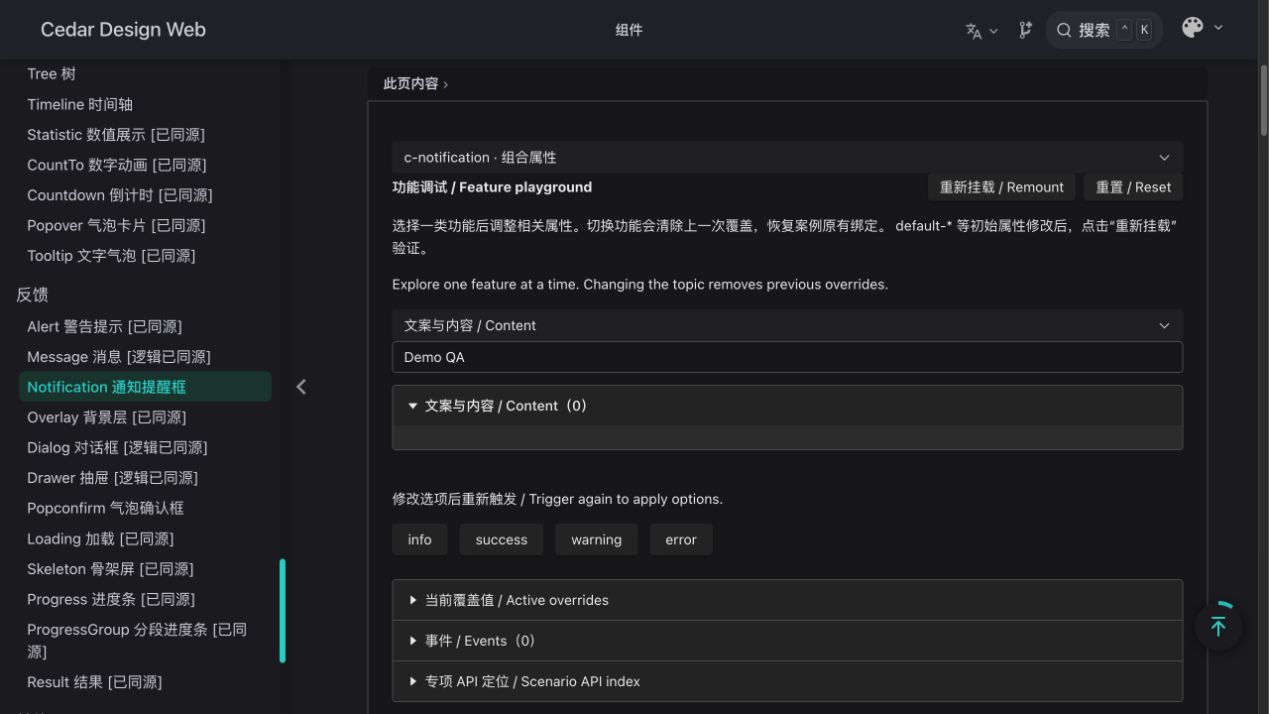 Cedar Design Web
组件
搜索
^
K
Tree 树
Timeline 时间轴
Statistic 数值展示 [已同源]
CountTo 数字动画 [已同源]
Countdown 倒计时 [已同源]
Popover 气泡卡片 [已同源]
Tooltip 文字气泡 [已同源]
反馈
Alert 警告提示 [已同源]
Message 消息 [逻辑已同源]
Notification 通知提醒框
Overlay 背景层 [已同源]
Dialog 对话框 [逻辑已同源]
Drawer 抽屉 [逻辑已同源]
Popconfirm 气泡确认框
Loading 加载 [已同源]
Skeleton 骨架屏 [已同源]
Progress 进度条 [已同源]
ProgressGroup 分段进度条 [已同
源]
Result 结果 [已同源]
此页内容 ›
c-notification · 组合属性
功能调试 / Feature playground
重新挂载 / Remount
重置 / Reset
选择一类功能后调整相关属性。切换功能会清除上一次覆盖，恢复案例原有绑定。 default-* 等初始属性修改后，点击“重新挂载”
验证。
Explore one feature at a time. Changing the topic removes previous overrides.
文案与内容 / Content
Demo QA
文案与内容 / Content（0）
修改选项后重新触发 / Trigger again to apply options.
info
success
warning
error
当前覆盖值 / Active overrides
事件 / Events（0）
专项 API 定位 / Scenario API index